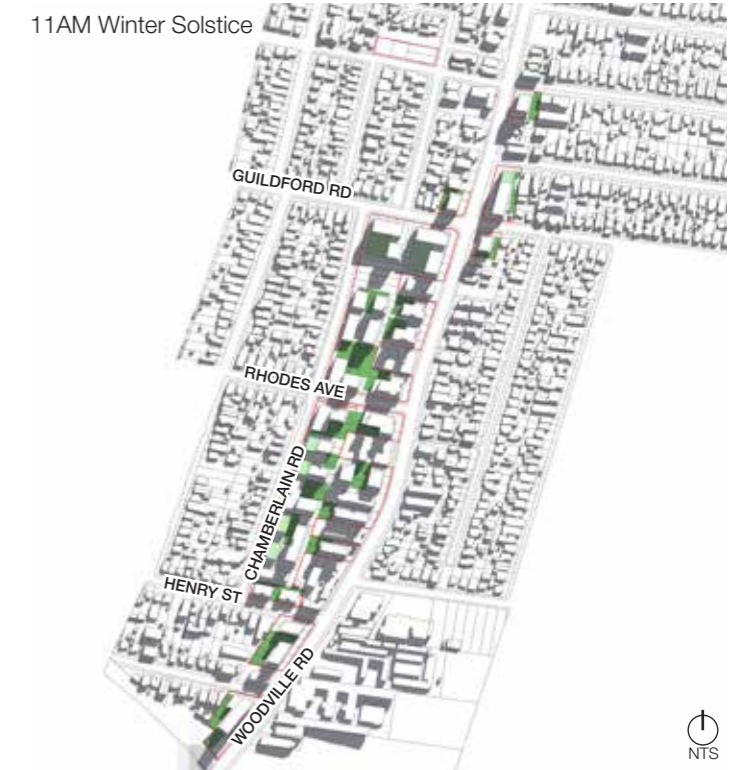 11AM Winter Solstice
GUILDFORD RD
RHODES AVE
CHAMBERLAIN RD
HENRY ST
WOODVILLE RD
NTS